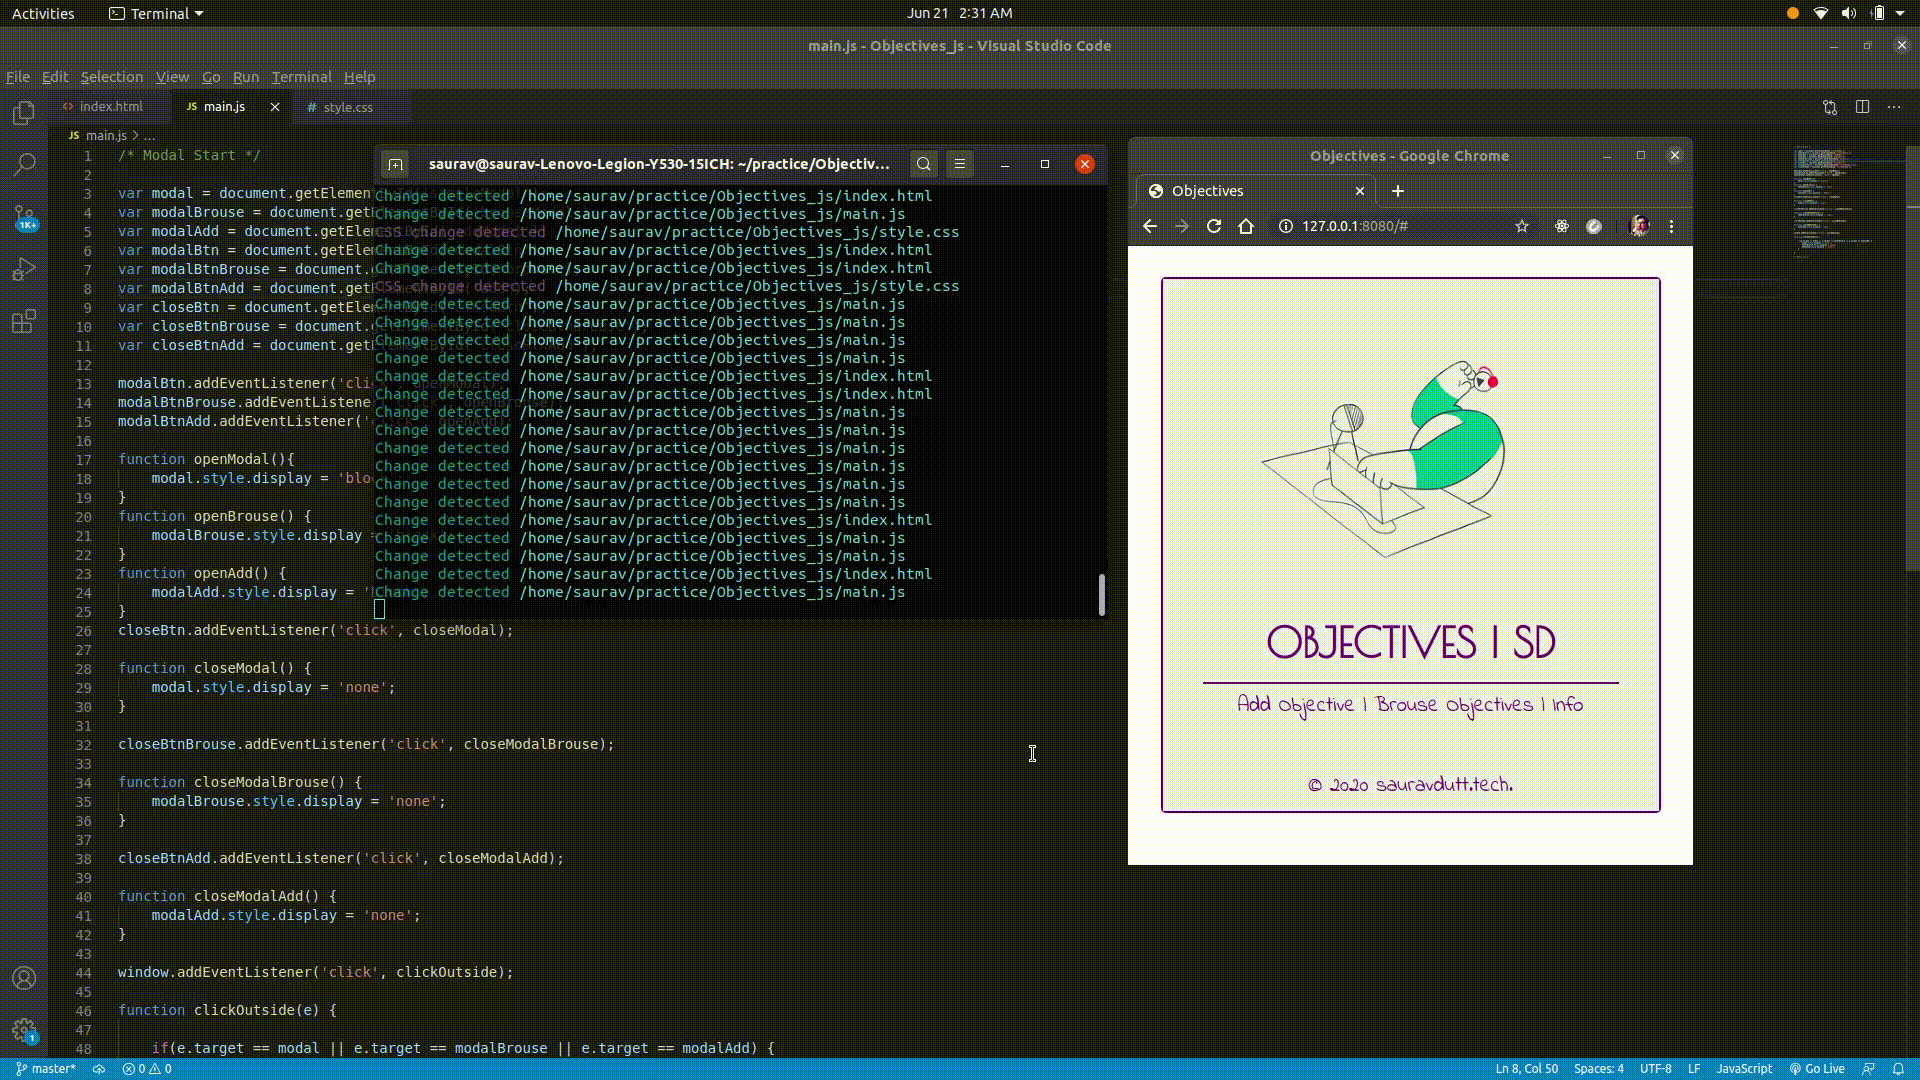 Activities
Terminal
Jun 21 2:31 AM
main.js - Objectives_js - Visual Studio Code
File Edit Selection View Go Run Terminal Help
index.html
JS main.js
# style.css
JS main.js > ...
1 /* Modal Start */
2
3 var modal = document.getElement
4 var modalBrouse = document.getE
5 var modalAdd = document.getElem
6 var modalBtn = document.getElem
7 var modalBtnBrouse = document.g
8 var modalBtnAdd = document.getE
9 var closeBtn = document.getElem
10 var closeBtnBrouse = document.g
11 var closeBtnAdd = document.getE
12
13 modalBtn.addEventListener('click', openModal);
14 modalBtnBrouse.addEventListener('click', openBrouse);
15 modalBtnAdd.addEventListener('click', openAdd);
16
17 function openModal(){
18 modal.style.display = 'bloc
19 }
20 function openBrouse() {
21 modalBrouse.style.display =
22 }
23 function openAdd() {
24 modalAdd.style.display = '
25 }
26 closeBtn.addEventListener('click', closeModal);
27
28 function closeModal() {
29 modal.style.display = 'none';
30 }
31
32 closeBtnBrouse.addEventListener('click', closeModalBrouse);
33
34 function closeModalBrouse() {
35 modalBrouse.style.display = 'none';
36 }
37
38 closeBtnAdd.addEventListener('click', closeModalAdd);
39
40 function closeModalAdd() {
41 modalAdd.style.display = 'none';
42 }
43
44 window.addEventListener('click', clickOutside);
45
46 function clickOutside(e) {
47
48 if(e.target == modal || e.target == modalBrouse || e.target == modalAdd) {
saurav@saurav-Lenovo-Legion-Y530-15ICH: ~/practice/Objectiv...
Change detected /home/saurav/practice/Objectives_js/index.html
Change detected /home/saurav/practice/Objectives_js/main.js
CSS change detected /home/saurav/practice/Objectives_js/style.css
Change detected /home/saurav/practice/Objectives_js/index.html
Change detected /home/saurav/practice/Objectives_js/index.html
CSS change detected /home/saurav/practice/Objectives_js/style.css
Change detected /home/saurav/practice/Objectives_js/main.js
Change detected /home/saurav/practice/Objectives_js/main.js
Change detected /home/saurav/practice/Objectives_js/main.js
Change detected /home/saurav/practice/Objectives_js/main.js
Change detected /home/saurav/practice/Objectives_js/index.html
Change detected /home/saurav/practice/Objectives_js/index.html
Change detected /home/saurav/practice/Objectives_js/main.js
Change detected /home/saurav/practice/Objectives_js/main.js
Change detected /home/saurav/practice/Objectives_js/main.js
Change detected /home/saurav/practice/Objectives_js/main.js
Change detected /home/saurav/practice/Objectives_js/main.js
Change detected /home/saurav/practice/Objectives_js/main.js
Change detected /home/saurav/practice/Objectives_js/index.html
Change detected /home/saurav/practice/Objectives_js/main.js
Change detected /home/saurav/practice/Objectives_js/main.js
Change detected /home/saurav/practice/Objectives_js/index.html
Change detected /home/saurav/practice/Objectives_js/main.js
Objectives - Google Chrome
Objectives
127.0.0.1:8080/#
OBJECTIVES | SD
Add Objective | Brouse Objectives | Info
© 2020 sauravdutt.tech.
1K+
1
master* 0 0
Ln 8, Col 50 Spaces: 4 UTF-8 LF JavaScript Go Live